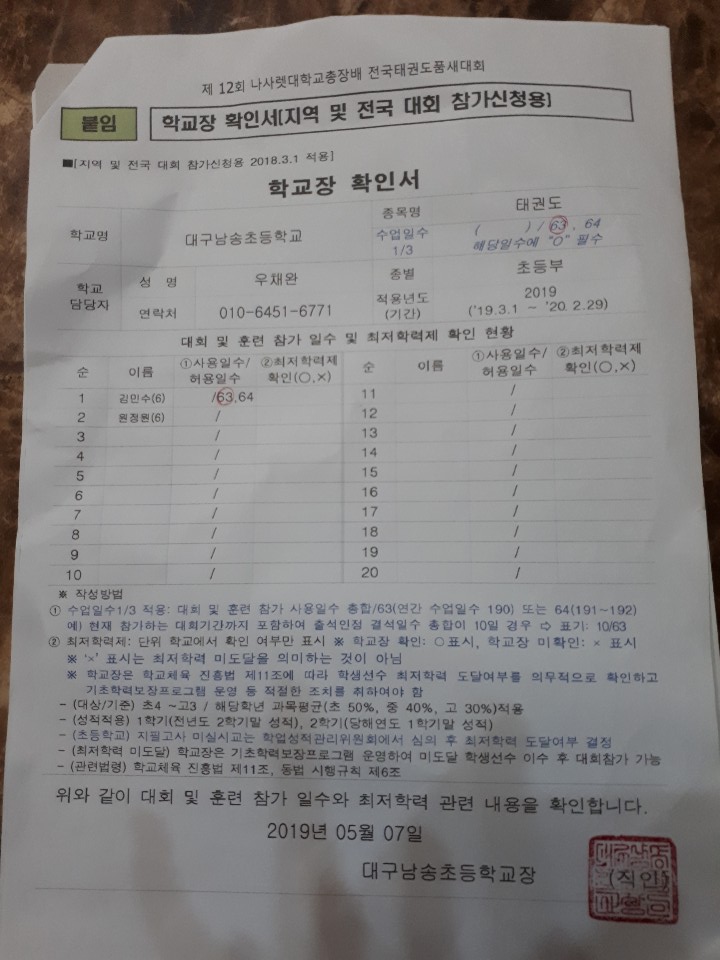 제 12회 나사렛대학교총장배 전국태권도품새대회
붙임
학교장 확인서[지역 및 전국 대회 참가신청용]
■[지역 및 전국 대회 참가신청용 2018.3.1 적용]
학교장 확인서
학교명 대구남송초등학교 종목명 태권도
수업일수 1/3 ( ) / 63 , 64
해당일수에 "O" 필수
학교 담당자 성 명 우채완 종별 초등부
연락처 010-6451-6771 적용년도 (기간) 2019
('19.3.1 ~ '20.2.29)
대회 및 훈련 참가 일수 및 최저학력제 확인 현황
순 이름 ①사용일수/허용일수 ②최저학력제 확인(○,×) 순 이름 ①사용일수/허용일수 ②최저학력제 확인(○,×)
1 김민수(6) /63,64 11 /
2 원정원(6) / 12 /
3 / 13 /
4 / 14 /
5 / 15 /
6 / 16 /
7 / 17 /
8 / 18 /
9 / 19 /
10 / 20 /
※ 작성방법
① 수업일수1/3 적용: 대회 및 훈련 참가 사용일수 총합/63(연간 수업일수 190) 또는 64(191~192)
예) 현재 참가하는 대회기간까지 포함하여 출석인정 결석일수 총합이 10일 경우 ⇨ 표기: 10/63
② 최저학력제: 단위 학교에서 확인 여부만 표시 ※ 학교장 확인: ○표시, 학교장 미확인: × 표시
※ '×' 표시는 최저학력 미도달을 의미하는 것이 아님
※ 학교장은 학교체육 진흥법 제11조에 따라 학생선수 최저학력 도달여부를 의무적으로 확인하고
기초학력보장프로그램 운영 등 적절한 조치를 취하여야 함
- (대상/기준) 초4 ~고3 / 해당학년 과목평균(초 50%, 중 40%, 고 30%)적용
- (성적적용) 1학기(전년도 2학기말 성적), 2학기(당해연도 1학기말 성적)
- (초등학교) 지필고사 미실시교는 학업성적관리위원회에서 심의 후 최저학력 도달여부 결정
- (최저학력 미도달) 학교장은 기초학력보장프로그램 운영하여 미도달 학생선수 이수 후 대회참가 가능
- (관련법령) 학교체육 진흥법 제11조, 동법 시행규칙 제6조
위와 같이 대회 및 훈련 참가 일수와 최저학력 관련 내용을 확인합니다.
2019년 05월 07일
대구남송초등학교장 (직인)